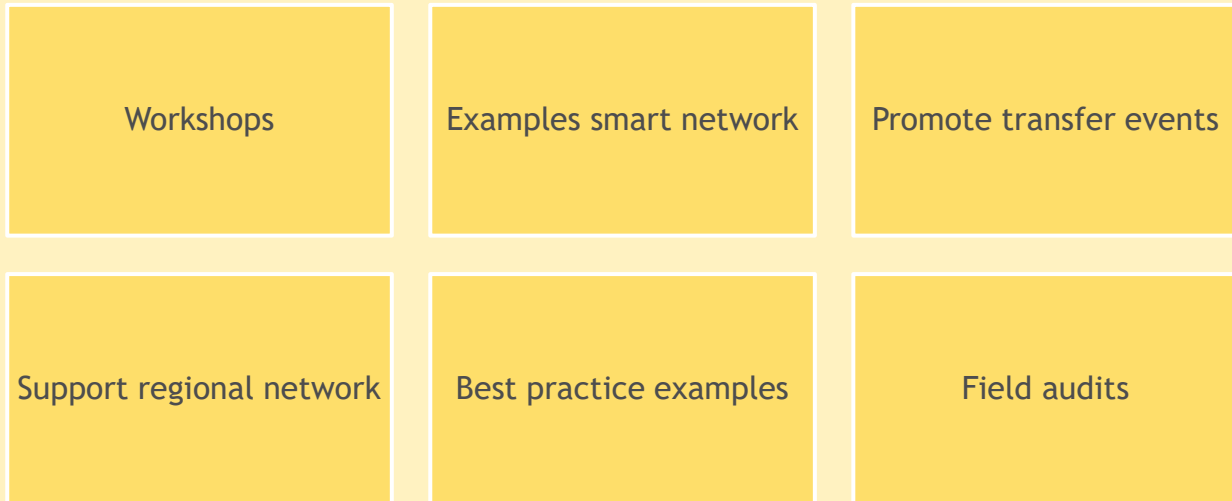 Workshops
Examples smart network
Promote transfer events
Support regional network
Best practice examples
Field audits